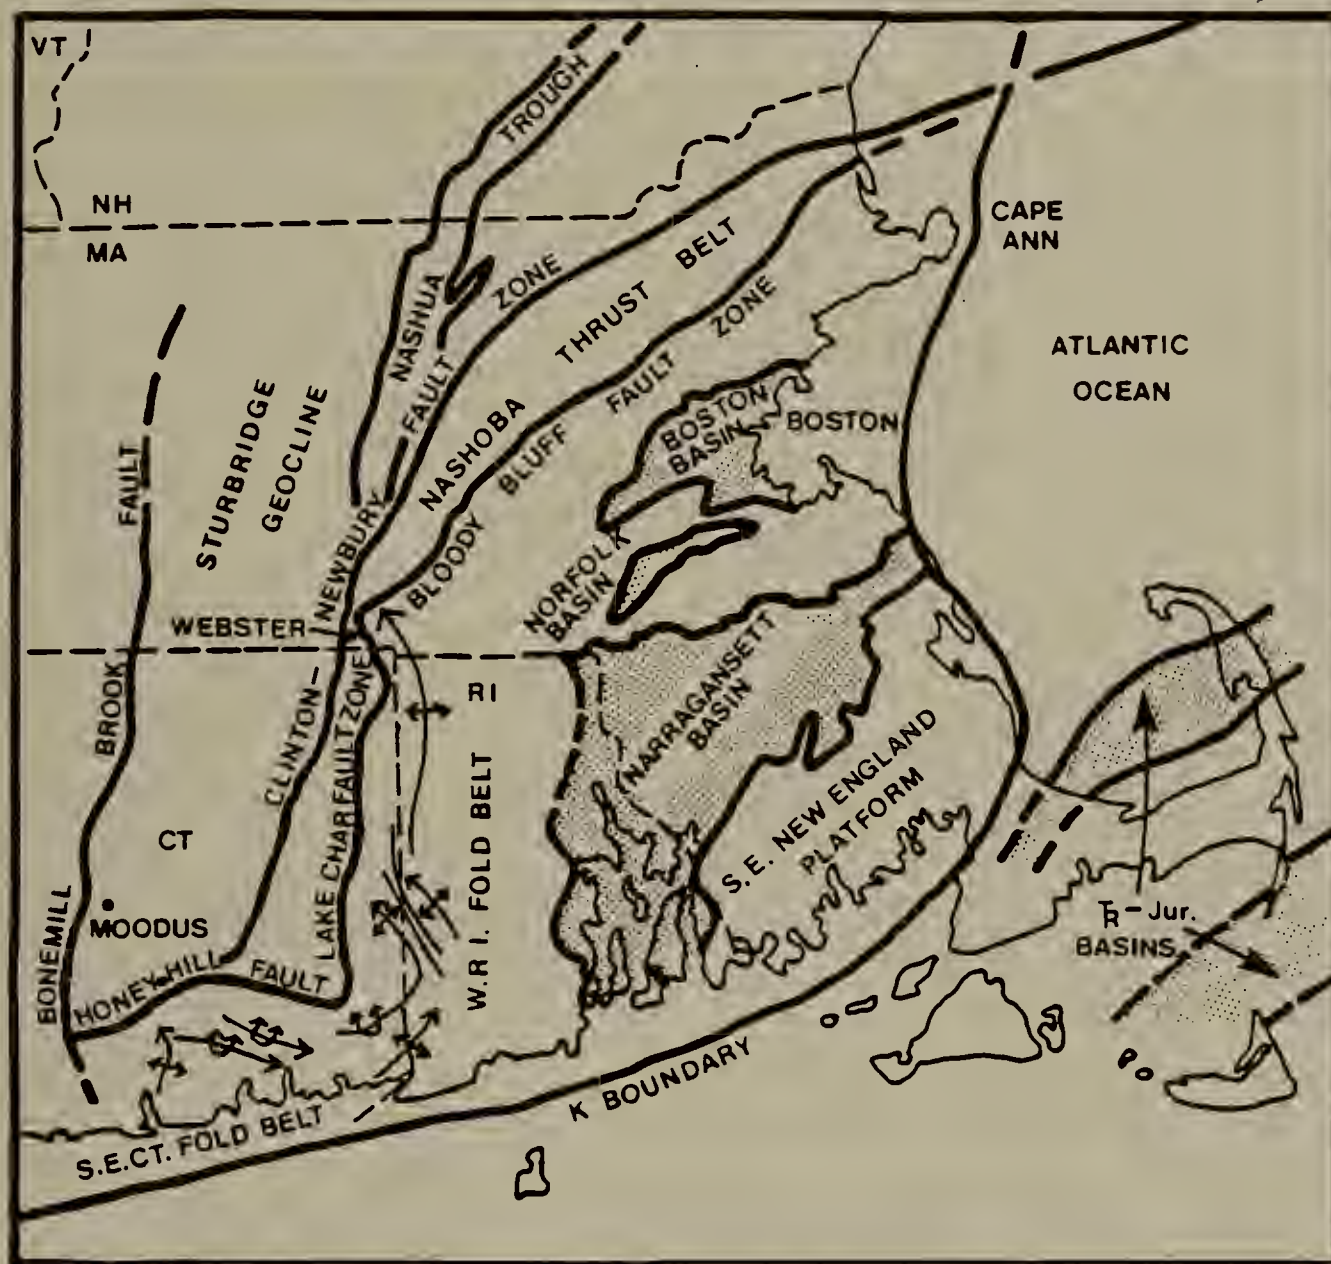 VT
NH
MA
TROUGH
NASHUA
CAPE
ANN
ATLANTIC
OCEAN
NASHOBA THRUST BELT
CLINTON–NEWBURY FAULT ZONE
BLOODY BLUFF FAULT ZONE
STURBRIDGE
GEOCLINE
BOSTON
BASIN
BOSTON
NORFOLK
BASIN
WEBSTER
RI
NARRAGANSETT
BASIN
BONEMILL BROOK FAULT
CT
MOODUS
HONEY HILL FAULT
LAKE CHAR FAULT ZONE
W.R I. FOLD BELT
S.E. NEW ENGLAND
PLATFORM
TR – Jur.
BASINS
K BOUNDARY
S.E.CT. FOLD BELT